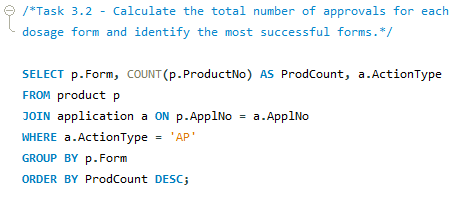 /*Task 3.2 - Calculate the total number of approvals for each
dosage form and identify the most successful forms.*/
SELECT p.Form, COUNT(p.ProductNo) AS ProdCount, a.ActionType
FROM product p
JOIN application a ON p.ApplNo = a.ApplNo
WHERE a.ActionType = 'AP'
GROUP BY p.Form
ORDER BY ProdCount DESC;